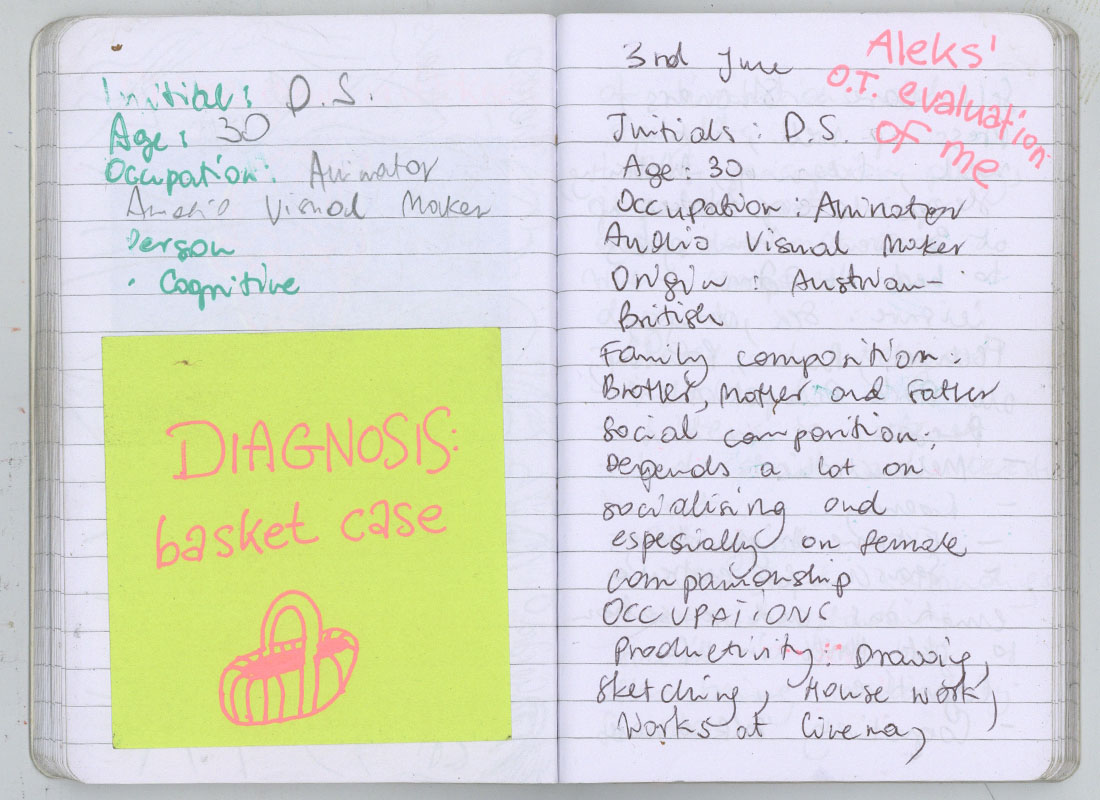 Initial: D.S.
Age: 30
Occupation: Animator
Audio Visual Maker
Person
· Cognitive
DIAGNOSIS:
basket case
3rd June
Aleks'
O.T. evaluation
of me
Initials: D.S.
Age: 30
Occupation: Animator
Audio Visual Maker
Origin: Austrian-
British
Family composition.
Brother, Mother and Father
Social composition:
Depends a lot on
socialising and
espesially on female
companionship
OCCUPATIONS
Productivity: Drawing,
sketching, House work,
Works at Cinema,